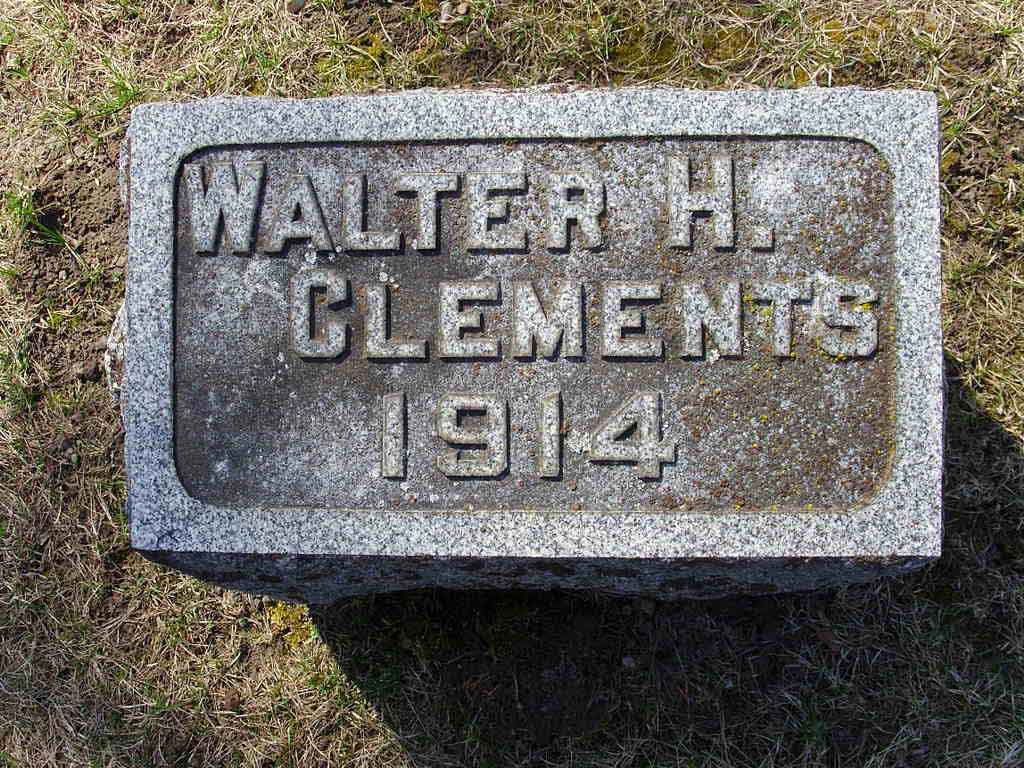 WALTER H.
CLEMENTS
1914